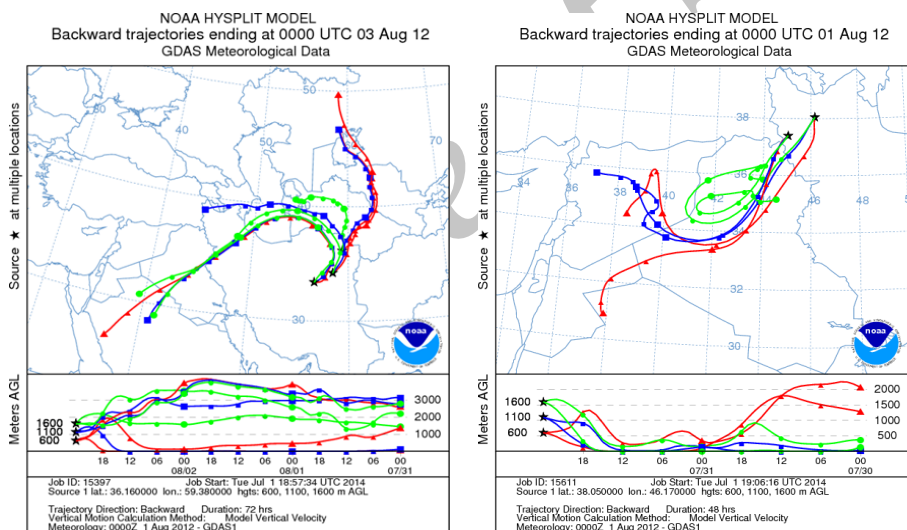 NOAA HYSPLIT MODEL
Backward trajectories ending at 0000 UTC 03 Aug 12
GDAS Meteorological Data
Source ★ at multiple locations
50
40
70
30
noaa
Meters AGL
1600
1100
600
3000
2000
1000
18 12 06 00 18 12 06 00 18 12 06 00
08/02 08/01 07/31
Job ID: 15397 Job Start: Tue Jul 1 18:57:34 UTC 2014
Source 1 lat.: 36.160000 lon.: 59.380000 hgts: 600, 1100, 1600 m AGL
Trajectory Direction: Backward Duration: 72 hrs
Vertical Motion Calculation Method: Model Vertical Velocity
Meteorology: 0000Z 1 Aug 2012 - GDAS1
NOAA HYSPLIT MODEL
Backward trajectories ending at 0000 UTC 01 Aug 12
GDAS Meteorological Data
Source ★ at multiple locations
38
36
34
36
38
40
42
44
46
48
34
32
30
noaa
Meters AGL
1600
1100
600
2000
1500
1000
500
18 12 06 00 18 12 06 00
07/31 07/30
Job ID: 15611 Job Start: Tue Jul 1 19:06:16 UTC 2014
Source 1 lat.: 38.050000 lon.: 46.170000 hgts: 600, 1100, 1600 m AGL
Trajectory Direction: Backward Duration: 48 hrs
Vertical Motion Calculation Method: Model Vertical Velocity
Meteorology: 0000Z 1 Aug 2012 - GDAS1